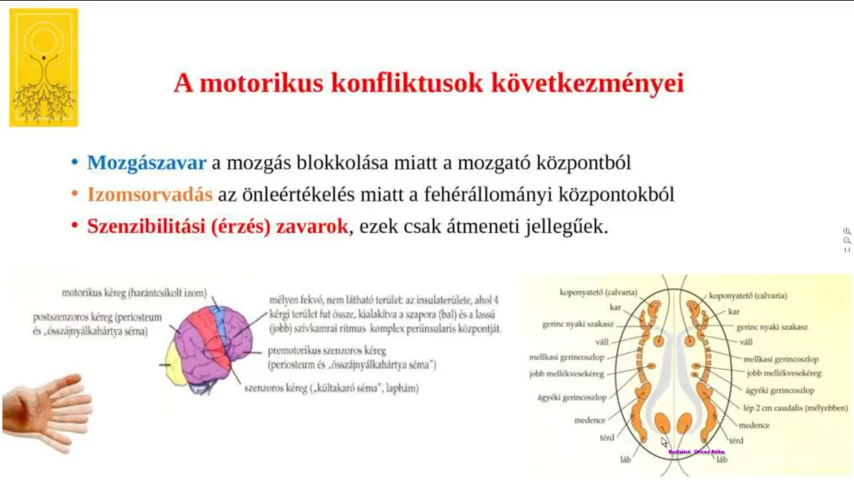 A motorikus konfliktusok következményei
• Mozgászavar a mozgás blokkolása miatt a mozgató központból
• Izomsorvadás az önleértékelés miatt a fehérállományi központokból
• Szenzibilitási (érzés) zavarok, ezek csak átmeneti jellegűek.
motorikus kéreg (harántcsíkolt izom)
posztszenzoros kéreg (periosteum
és „összájnyálkahártya séma)
mélyen fekvő, nem látható terület: az insulaterülete, ahol 4
kérgi terület fut össze, kialakítva a szapora (bal) és a lassú
(jobb) szívkamrai ritmus komplex periinsularis központját.
premotorikus szenzoros kéreg
(periosteum és „összájnyálkahártya séma”)
szenzoros kéreg („kültakaró séma”, laphám)
koponyatető (calvaria)
kar
gerinc nyaki szakasz
váll
mellkasi gerincoszlop
jobb mellékvesekéreg
ágyéki gerincoszlop
medence
térd
láb
koponyatető (calvaria)
kar
gerinc nyaki szakasz
váll
mellkasi gerincoszlop
jobb mellékvesekéreg
ágyéki gerincoszlop
lép 2 cm caudalis (mélyebben)
medence
térd
láb